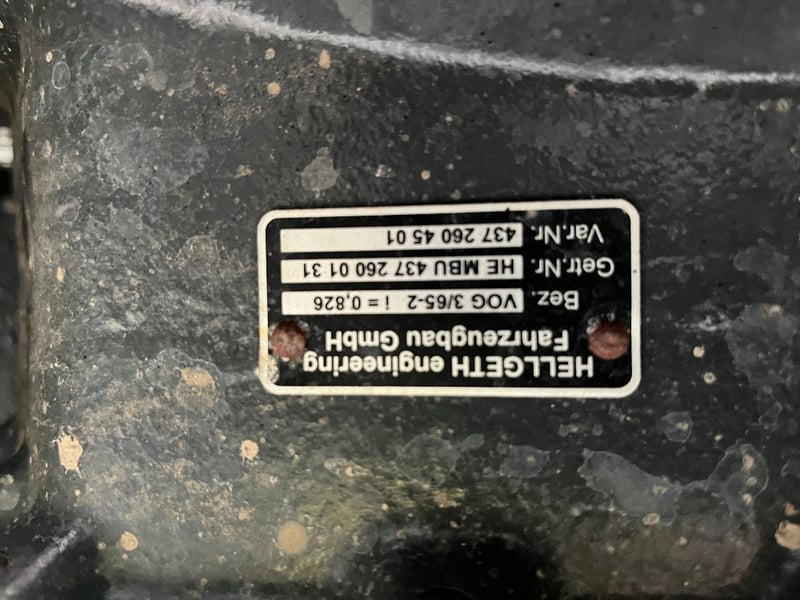 HELLGETH engineering
Fahrzeugbau GmbH
Bez. VOG 3/65-2 i = 0,826
Getr.Nr. HE MBU 437 260 01 31
Var.Nr. 437 260 45 01